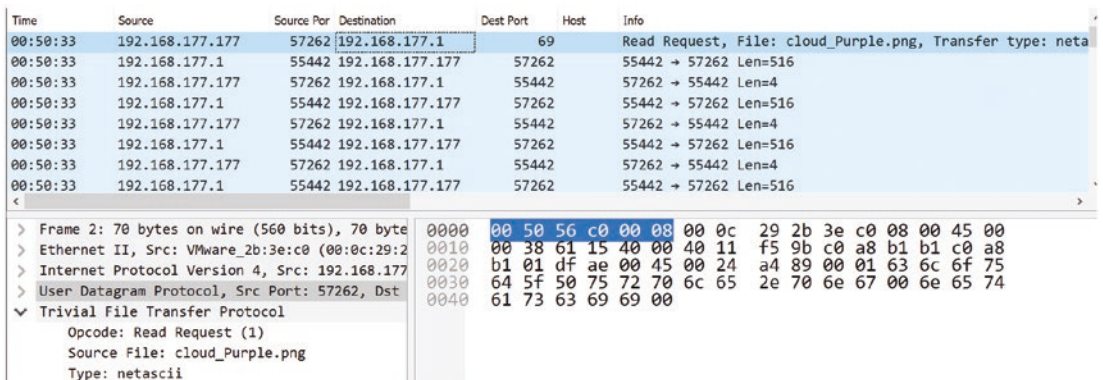 Time Source Source Por Destination Dest Port Host Info
00:50:33 192.168.177.177 57262 192.168.177.1 69 Read Request, File: cloud_Purple.png, Transfer type: neta
00:50:33 192.168.177.1 55442 192.168.177.177 57262 55442 → 57262 Len=516
00:50:33 192.168.177.177 57262 192.168.177.1 55442 57262 → 55442 Len=4
00:50:33 192.168.177.1 55442 192.168.177.177 57262 55442 → 57262 Len=516
00:50:33 192.168.177.177 57262 192.168.177.1 55442 57262 → 55442 Len=4
00:50:33 192.168.177.1 55442 192.168.177.177 57262 55442 → 57262 Len=516
00:50:33 192.168.177.177 57262 192.168.177.1 55442 57262 → 55442 Len=4
00:50:33 192.168.177.1 55442 192.168.177.177 57262 55442 → 57262 Len=516
Frame 2: 70 bytes on wire (560 bits), 70 byte
Ethernet II, Src: VMware_2b:3e:c0 (00:0c:29:2
Internet Protocol Version 4, Src: 192.168.177
User Datagram Protocol, Src Port: 57262, Dst
Trivial File Transfer Protocol
Opcode: Read Request (1)
Source File: cloud_Purple.png
Type: netascii
0000 00 50 56 c0 00 08 00 0c 29 2b 3e c0 08 00 45 00
0010 00 38 61 15 40 00 40 11 f5 9b c0 a8 b1 b1 c0 a8
0020 b1 01 df ae 00 45 00 24 a4 89 00 01 63 6c 6f 75
0030 64 5f 50 75 72 70 6c 65 2e 70 6e 67 00 6e 65 74
0040 61 73 63 69 69 00